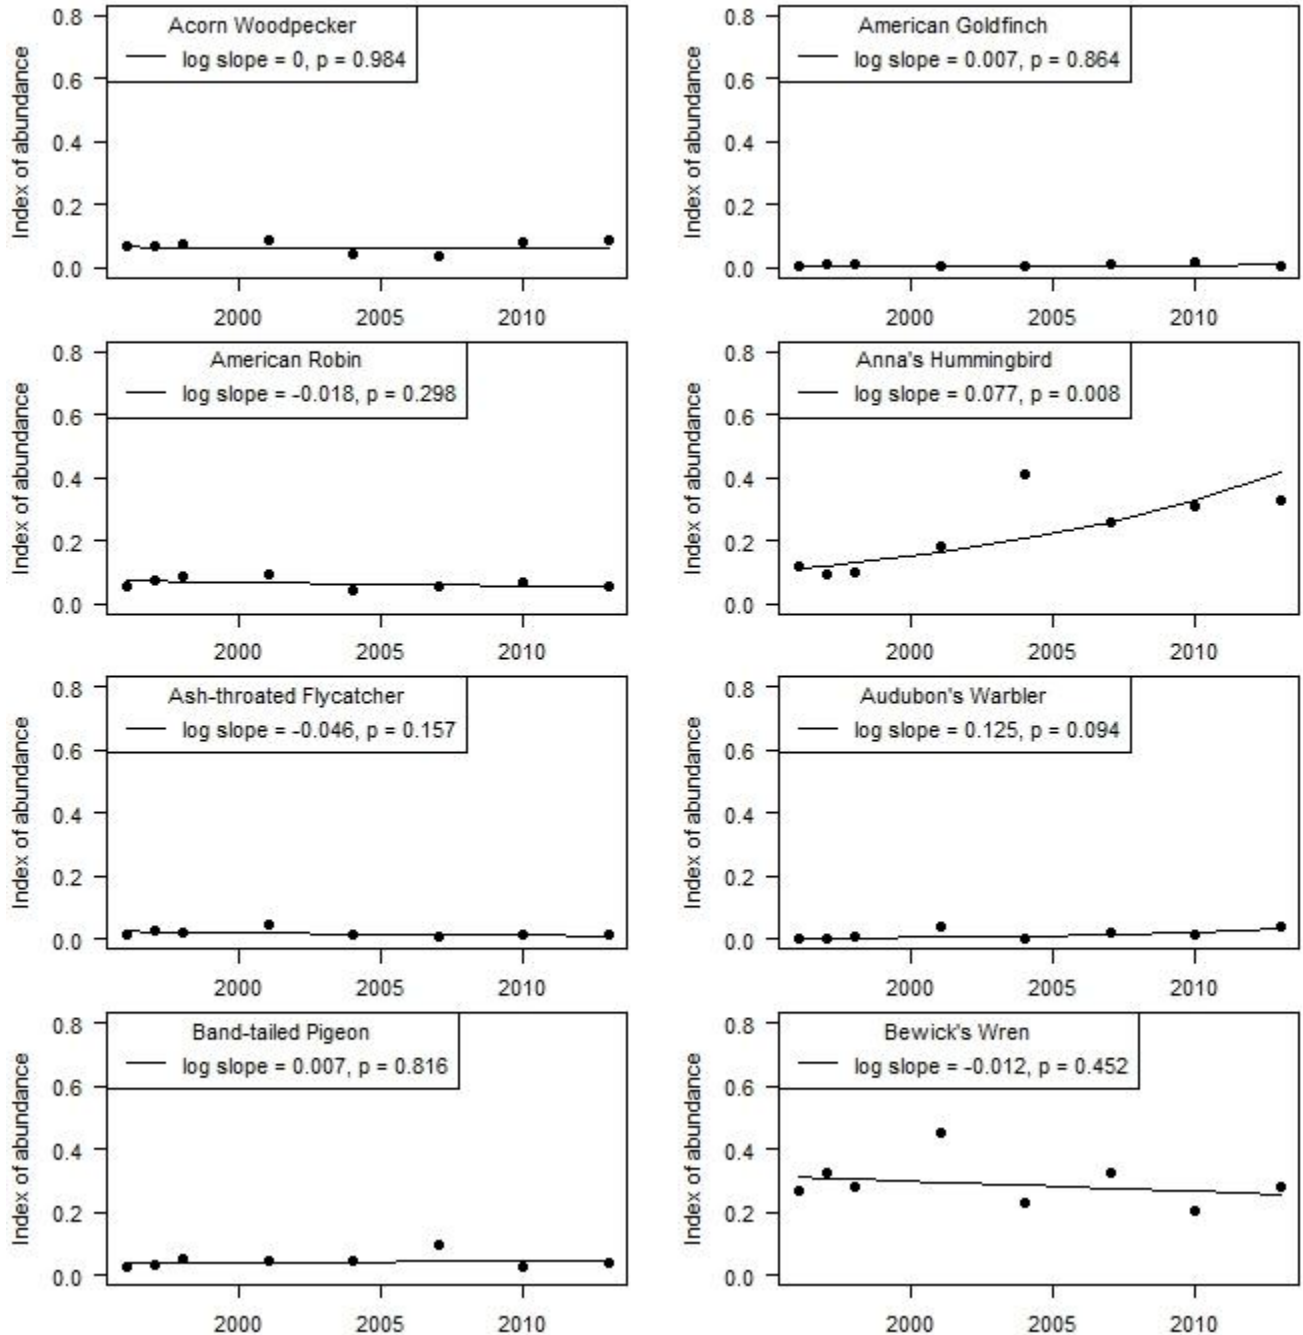 Acorn Woodpecker
log slope = 0, p = 0.984
Index of abundance
0.8
0.6
0.4
0.2
0.0
2000 2005 2010
American Goldfinch
log slope = 0.007, p = 0.864
Index of abundance
0.8
0.6
0.4
0.2
0.0
2000 2005 2010
American Robin
log slope = -0.018, p = 0.298
Index of abundance
0.8
0.6
0.4
0.2
0.0
2000 2005 2010
Anna's Hummingbird
log slope = 0.077, p = 0.008
Index of abundance
0.8
0.6
0.4
0.2
0.0
2000 2005 2010
Ash-throated Flycatcher
log slope = -0.046, p = 0.157
Index of abundance
0.8
0.6
0.4
0.2
0.0
2000 2005 2010
Audubon's Warbler
log slope = 0.125, p = 0.094
Index of abundance
0.8
0.6
0.4
0.2
0.0
2000 2005 2010
Band-tailed Pigeon
log slope = 0.007, p = 0.816
Index of abundance
0.8
0.6
0.4
0.2
0.0
2000 2005 2010
Bewick's Wren
log slope = -0.012, p = 0.452
Index of abundance
0.8
0.6
0.4
0.2
0.0
2000 2005 2010